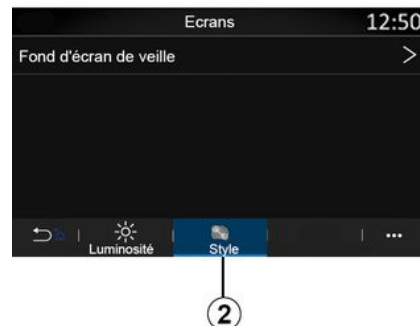 Ecrans
12:50
Fond d'écran de veille
Luminosité
Style
2